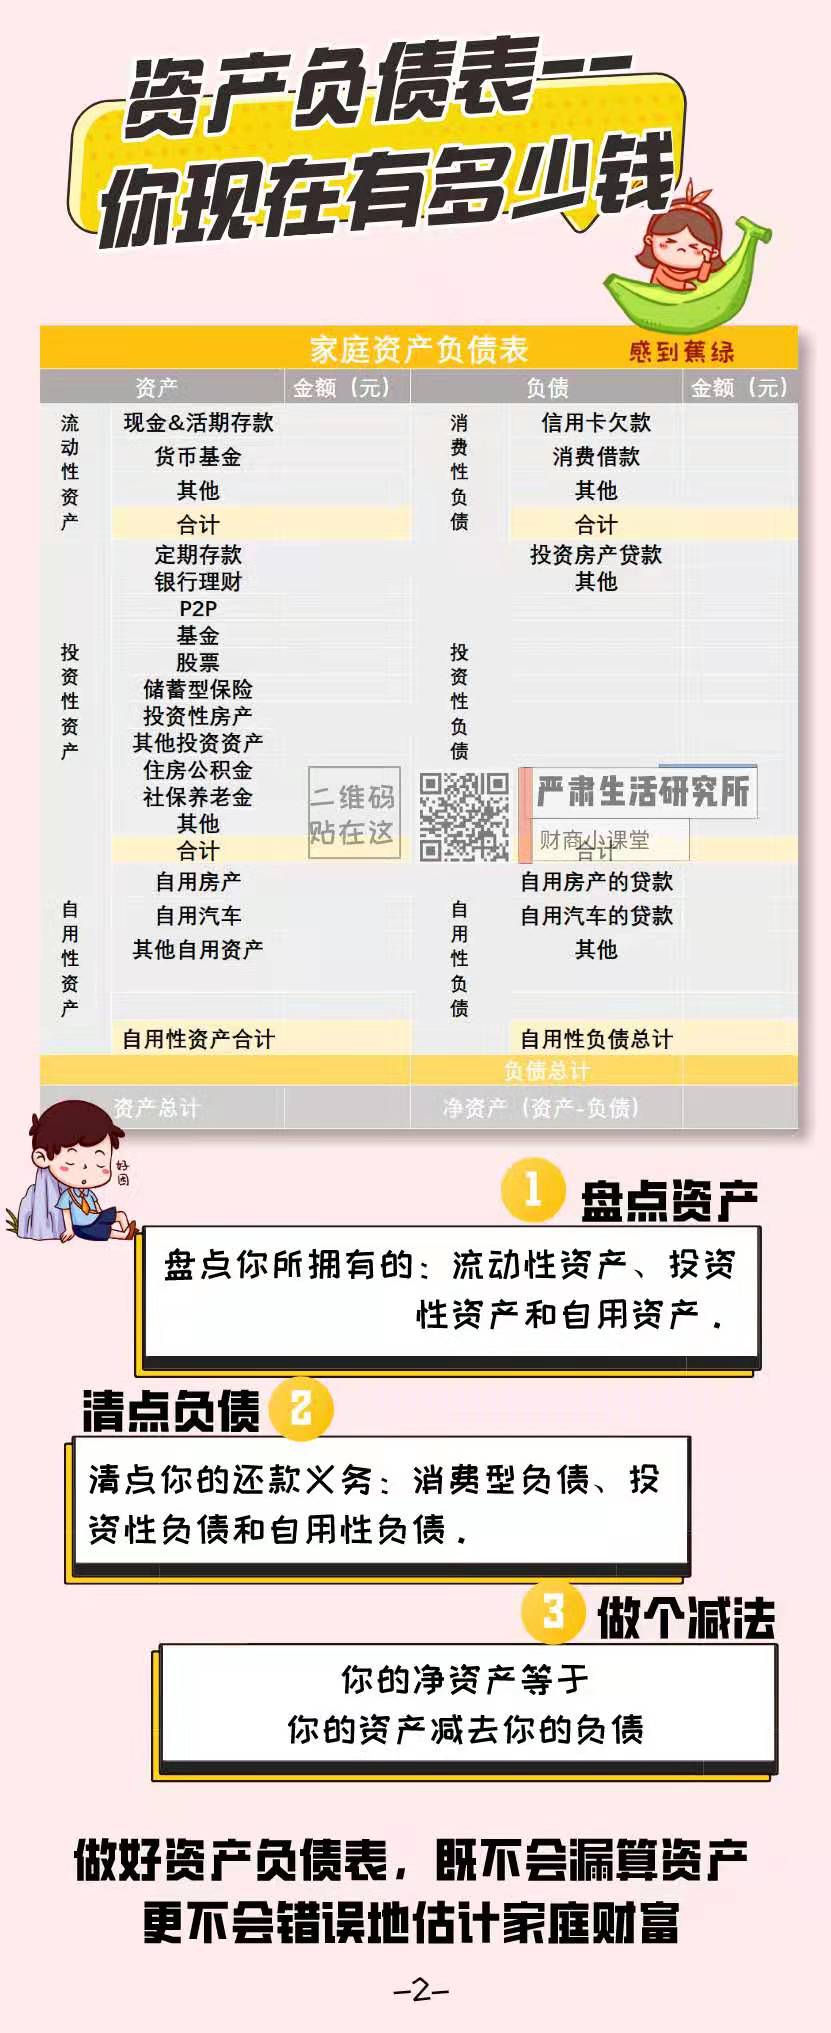 资产负债表--
你现在有多少钱
感到蕉绿
家庭资产负债表
资产 金额（元） 负债 金额（元）
流动性资产 现金&活期存款 消费性负债 信用卡欠款
货币基金 消费借款
其他 其他
合计 合计
投资性资产 定期存款 投资性负债 投资房产贷款
银行理财 其他
P2P
基金
股票
储蓄型保险
投资性房产
其他投资资产
住房公积金
社保养老金
其他
合计 合计
二维码
贴在这
严肃生活研究所
财商小课堂
自用性资产 自用房产 自用性负债 自用房产的贷款
自用汽车 自用汽车的贷款
其他自用资产 其他
自用性资产合计 自用性负债总计
负债总计
资产总计 净资产（资产-负债）
好困
1 盘点资产
盘点你所拥有的：流动性资产、投资
性资产和自用资产.
清点负债 2
清点你的还款义务：消费型负债、投
资性负债和自用性负债.
3 做个减法
你的净资产等于
你的资产减去你的负债
做好资产负债表，既不会漏算资产
更不会错误地估计家庭财富
-2-